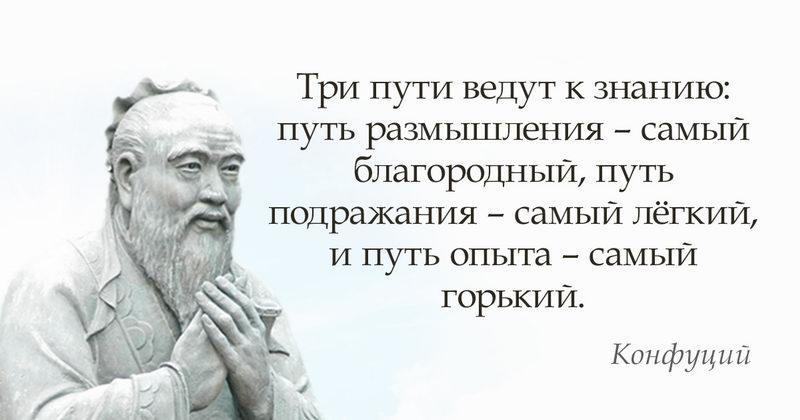 Три пути ведут к знанию:
путь размышления – самый
благородный, путь
подражания – самый лёгкий,
и путь опыта – самый
горький.
Конфуций